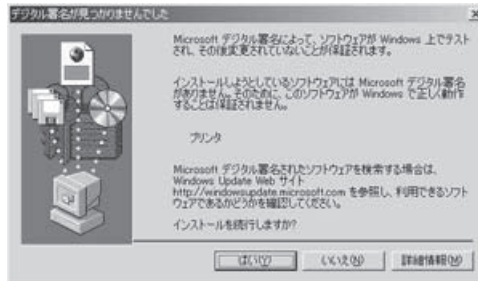 デジタル署名が見つかりませんでした
Microsoft デジタル署名によって、ソフトウェアが Windows 上でテスト
され、その後変更されていないことが保証されます。
インストールしようとしているソフトウェアには Microsoft デジタル署名
がありません。そのために、このソフトウェアが Windows で正しく動作
することは保証されません。
プリンタ
Microsoft デジタル署名されたソフトウェアを検索する場合は、
Windows Update Web サイト
http://windowsupdate.microsoft.com を参照し、利用できるソフト
ウェアであるかどうかを確認してください。
インストールを続行しますか?
はい(Y) いいえ(N) 詳細情報(M)